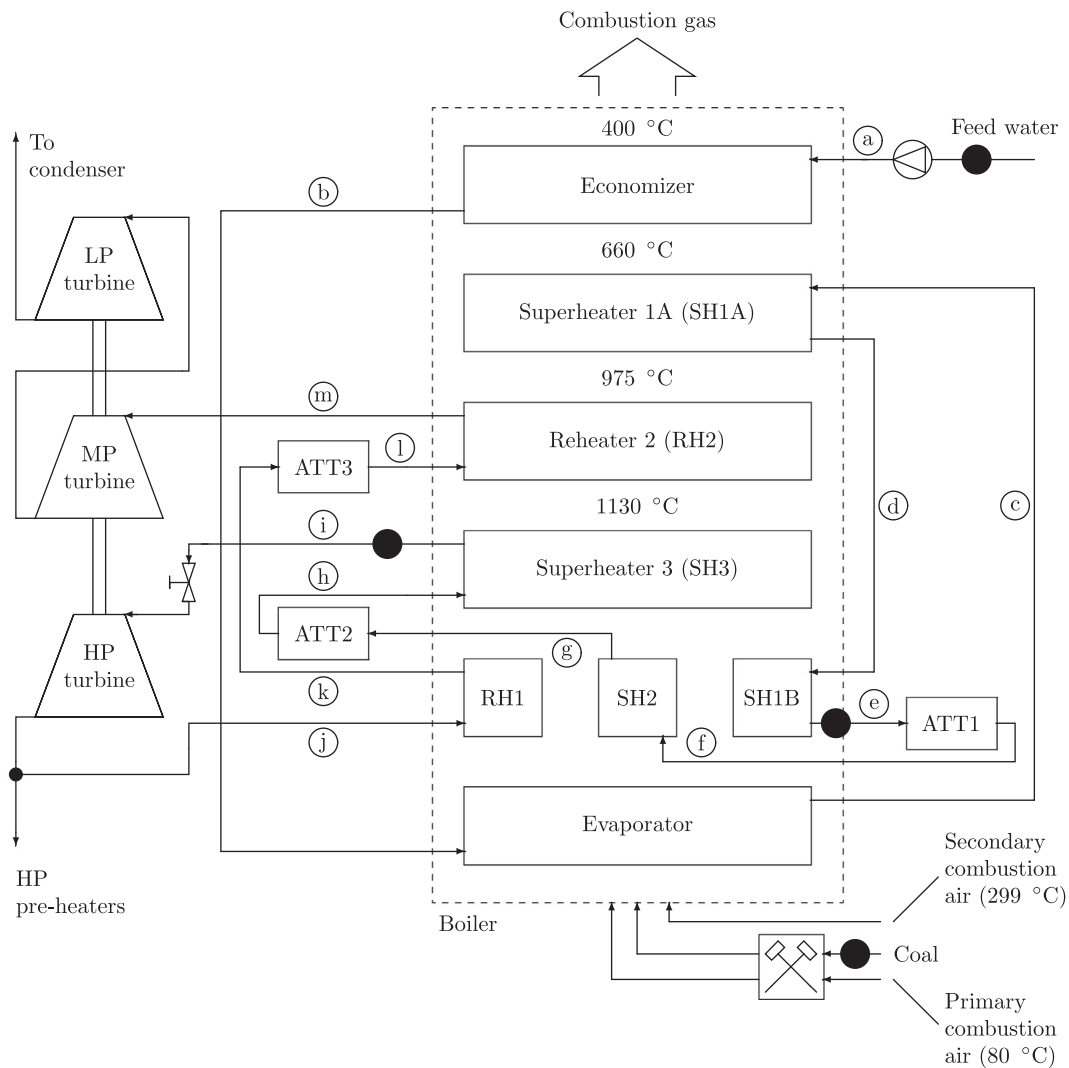 Combustion gas
400 °C
Feed water
a
To
condenser
Economizer
b
LP
turbine
660 °C
Superheater 1A (SH1A)
975 °C
m
Reheater 2 (RH2)
MP
turbine
ATT3
l
1130 °C
d
c
i
Superheater 3 (SH3)
h
ATT2
g
HP
turbine
k
RH1
SH2
SH1B
e
ATT1
j
f
Evaporator
HP
pre-heaters
Boiler
Secondary
combustion
air (299 °C)
Coal
Primary
combustion
air (80 °C)